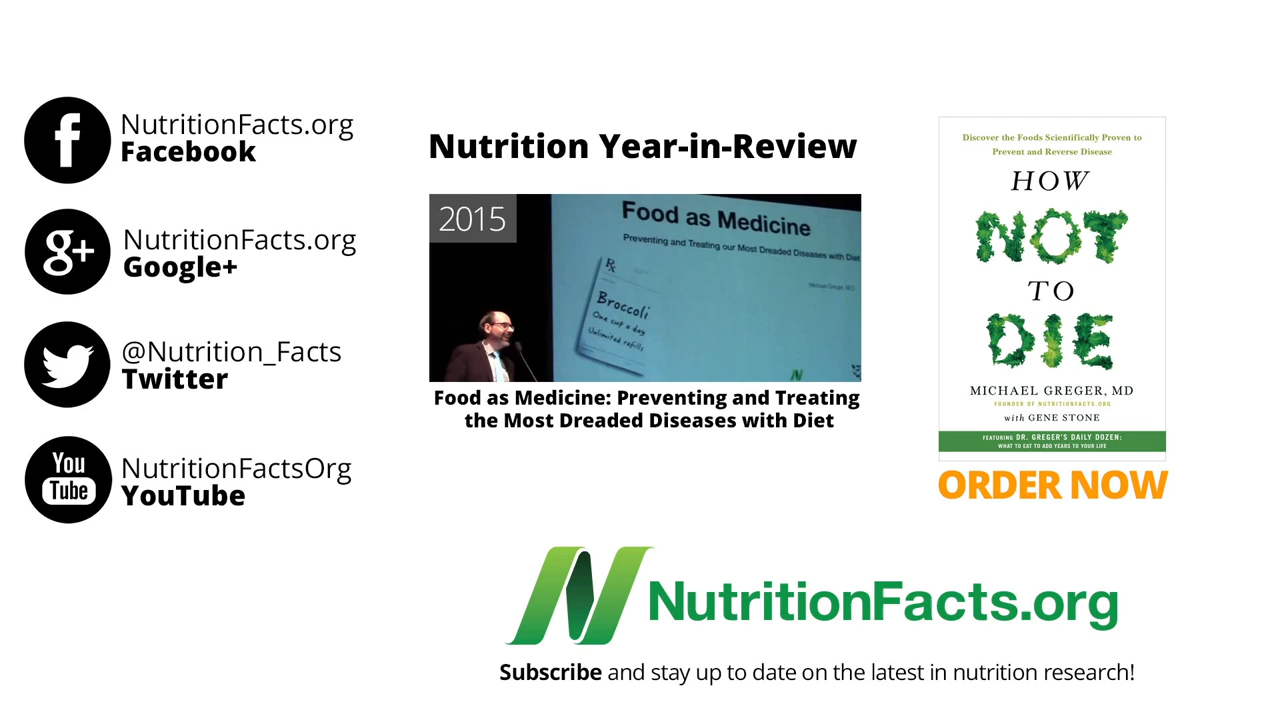 NutritionFacts.org
Facebook
NutritionFacts.org
Google+
@Nutrition_Facts
Twitter
You
Tube
NutritionFactsOrg
YouTube
Nutrition Year-in-Review
2015
Food as Medicine
Preventing and Treating our Most Dreaded Diseases with Diet
Michael Greger, M.D.
Rx
Broccoli
One cup a day
Unlimited refills
Food as Medicine: Preventing and Treating
the Most Dreaded Diseases with Diet
Discover the Foods Scientifically Proven to
Prevent and Reverse Disease
HOW
NOT
TO
DIE
MICHAEL GREGER, MD
FOUNDER OF NUTRITIONFACTS.ORG
with GENE STONE
FEATURING DR. GREGER'S DAILY DOZEN:
WHAT TO EAT TO ADD YEARS TO YOUR LIFE
ORDER NOW
NutritionFacts.org
Subscribe and stay up to date on the latest in nutrition research!